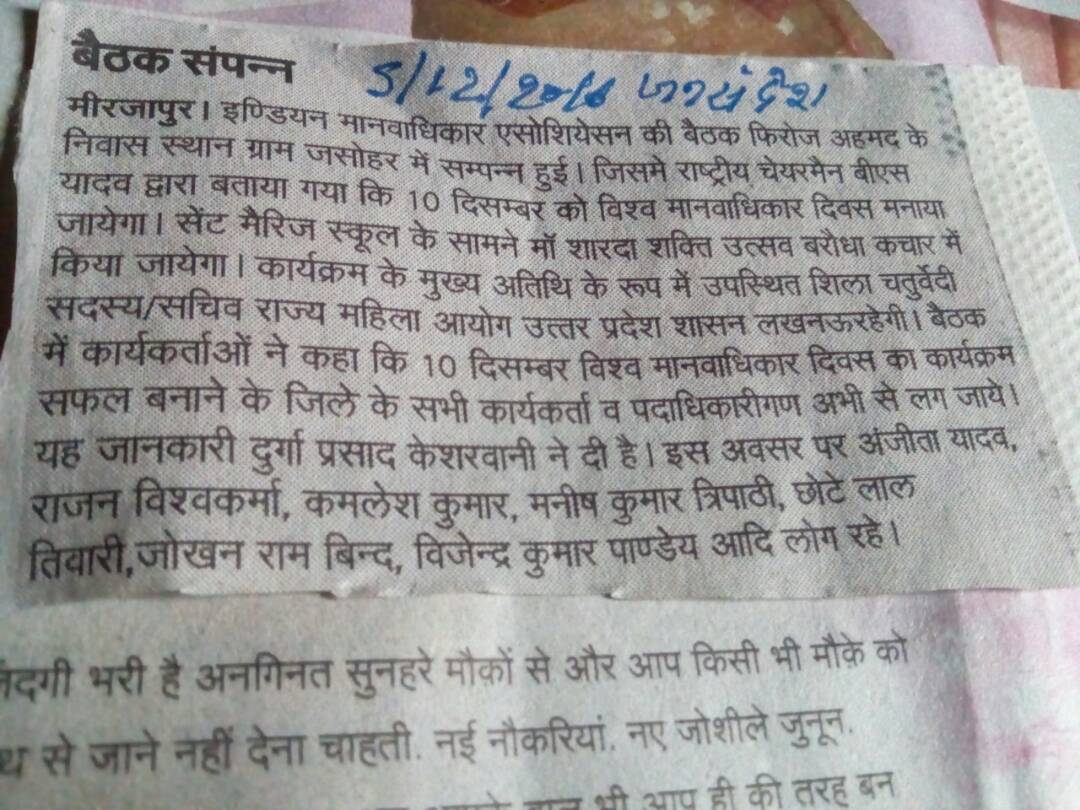 बैठक संपन्न
5/12/2016 जनसंदेश
मीरजापुर। इण्डियन मानवाधिकार एसोशियेसन की बैठक फिरोज अहमद के
निवास स्थान ग्राम जसोहर में सम्पन्न हुई। जिसमे राष्ट्रीय चेयरमैन बीएस
यादव द्वारा बताया गया कि 10 दिसम्बर को विश्व मानवाधिकार दिवस मनाया
जायेगा। सेंट मैरिज स्कूल के सामने मॉ शारदा शक्ति उत्सव बरौधा कचार में
किया जायेगा। कार्यक्रम के मुख्य अतिथि के रूप में उपस्थित शिला चतुर्वेदी
सदस्य/सचिव राज्य महिला आयोग उत्तर प्रदेश शासन लखनऊरहेगी। बैठक
में कार्यकर्ताओं ने कहा कि 10 दिसम्बर विश्व मानवाधिकार दिवस का कार्यक्रम
सफल बनाने के जिले के सभी कार्यकर्ता व पदाधिकारीगण अभी से लग जाये।
यह जानकारी दुर्गा प्रसाद केशरवानी ने दी है। इस अवसर पर अंजीता यादव,
राजन विश्वकर्मा, कमलेश कुमार, मनीष कुमार त्रिपाठी, छोटे लाल
तिवारी,जोखन राम बिन्द, विजेन्द्र कुमार पाण्डेय आदि लोग रहे।
भरी है अनगिनत सुनहरे मौक़ों से और आप किसी भी मौक़े को
से जाने नहीं देना चाहती. नई नौकरियां. नए जोशीले जुनून.
भी आप ही की तरह बन